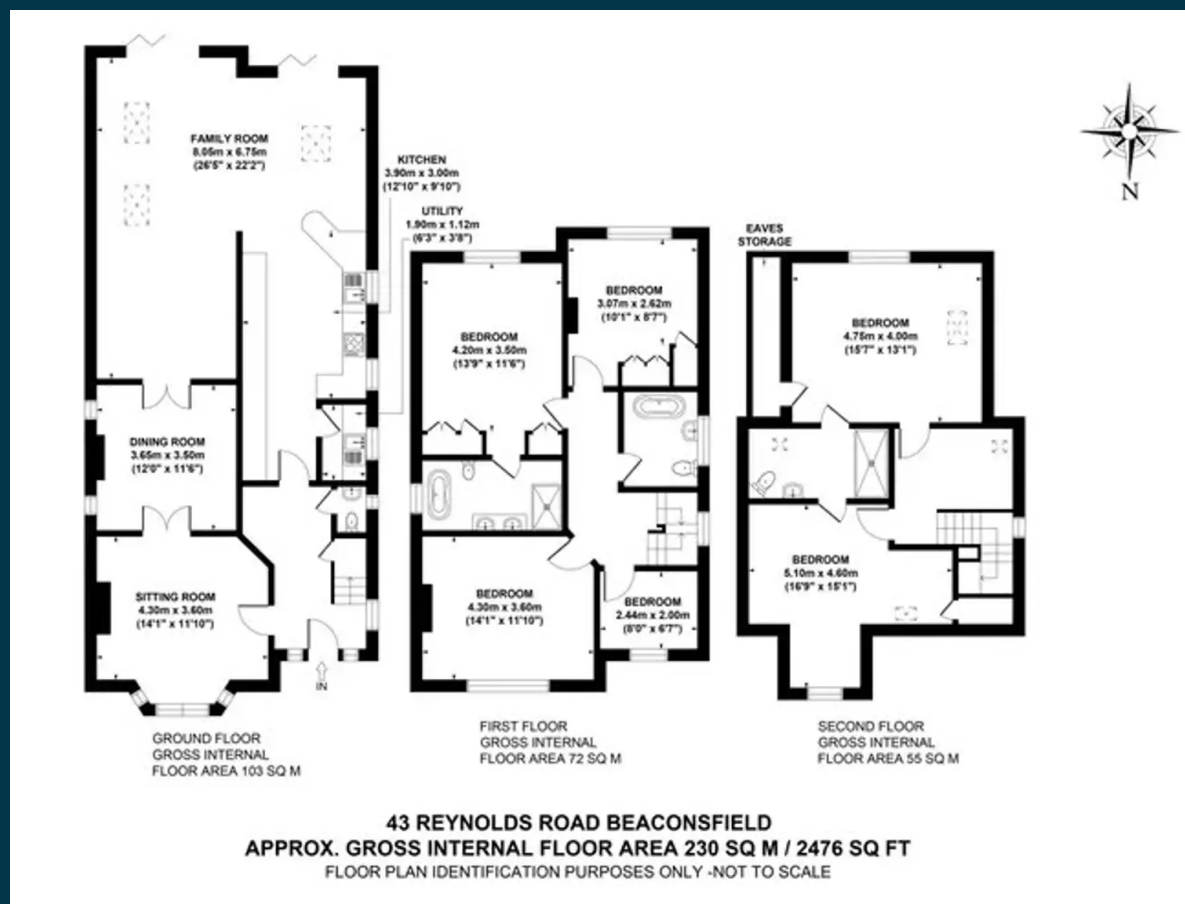 FAMILY ROOM
8.05m x 6.75m
(26'5" x 22'2")
KITCHEN
3.90m x 3.00m
(12'10" x 9'10")
UTILITY
1.90m x 1.12m
(6'3" x 3'8")
DINING ROOM
3.65m x 3.50m
(12'0" x 11'6")
SITTING ROOM
4.30m x 3.60m
(14'1" x 11'10")
IN
GROUND FLOOR
GROSS INTERNAL
FLOOR AREA 103 SQ M
BEDROOM
4.20m x 3.50m
(13'9" x 11'6")
BEDROOM
3.07m x 2.62m
(10'1" x 8'7")
BEDROOM
4.30m x 3.60m
(14'1" x 11'10")
BEDROOM
2.44m x 2.00m
(8'0" x 6'7")
FIRST FLOOR
GROSS INTERNAL
FLOOR AREA 72 SQ M
EAVES
STORAGE
BEDROOM
4.75m x 4.00m
(15'7" x 13'1")
BEDROOM
5.10m x 4.60m
(16'9" x 15'1")
SECOND FLOOR
GROSS INTERNAL
FLOOR AREA 55 SQ M
N
43 REYNOLDS ROAD BEACONSFIELD
APPROX. GROSS INTERNAL FLOOR AREA 230 SQ M / 2476 SQ FT
FLOOR PLAN IDENTIFICATION PURPOSES ONLY -NOT TO SCALE